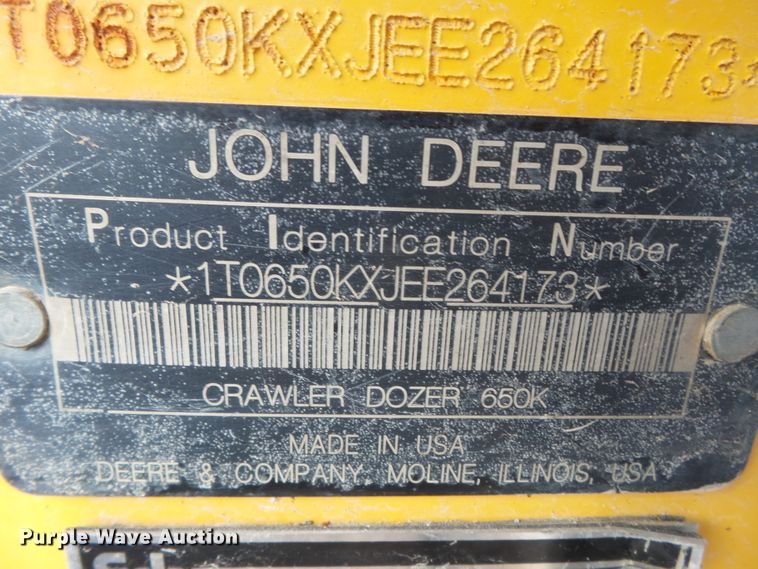 T0650KXJEE264173*
JOHN DEERE
Product Identification Number
*1T0650KXJEE264173*
CRAWLER DOZER 650K
MADE IN USA
DEERE & COMPANY, MOLINE, ILLINOIS, USA
Purple Wave Auction